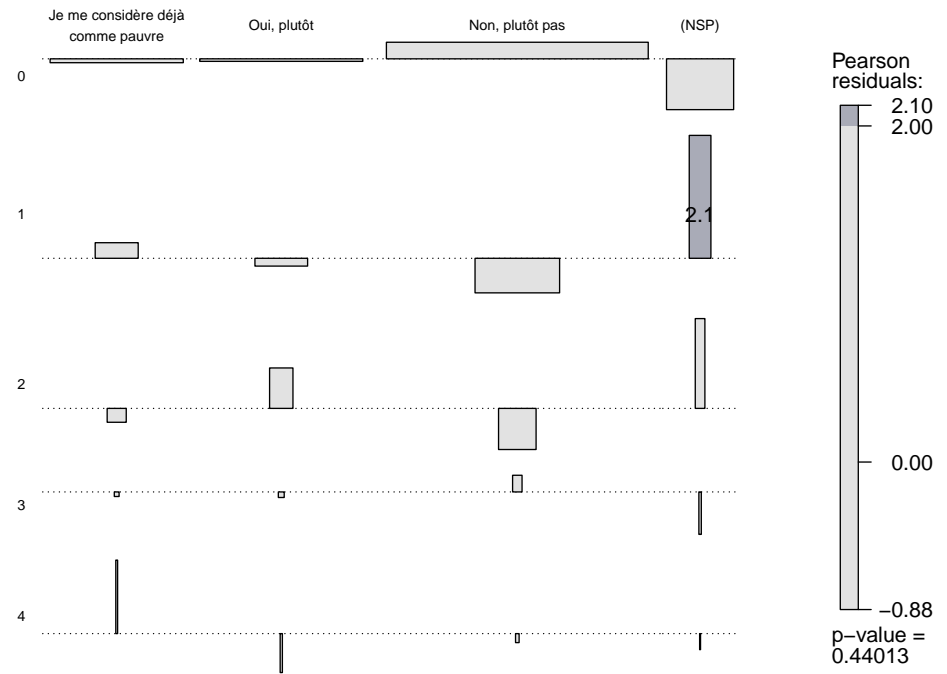 Je me considère déjà
comme pauvre
Oui, plutôt
Non, plutôt pas
(NSP)
0
1
2
3
4
2.1
Pearson
residuals:
2.10
2.00
0.00
−0.88
p−value =
0.44013